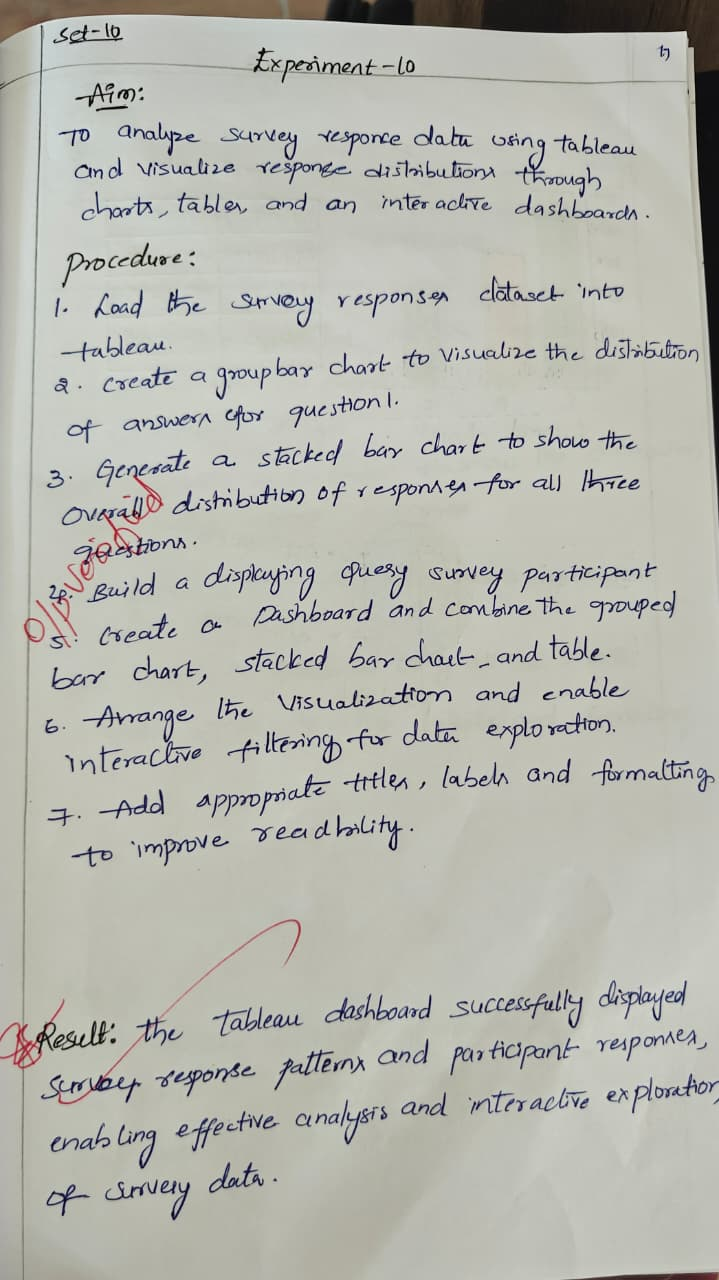 Set-10
Experiment-10
Aim:
To analyze survey responce data using tableau
and visualize response distributions through
charts, tables, and an interactive dashboards.
Procedure:
1. Load the survey responses dataset into
tableau.
2. Create a group bar chart to visualize the distribution
of answers for question 1.
3. Generate a stacked bar chart to show the
overall distribution of responses for all three
questions.
4. Build a displaying query survey participant
5. Create a Dashboard and combine the grouped
bar chart, stacked bar chart, and table.
6. Arrange the Visualization and enable
interactive filtering for data exploration.
7. Add appropriate titles, labels and formatting
to improve readbility.
O/p verified
Result: the tableau dashboard successfully displayed
survey response patterns and participant responses,
enabling effective analysis and interactive exploration
of survery data.